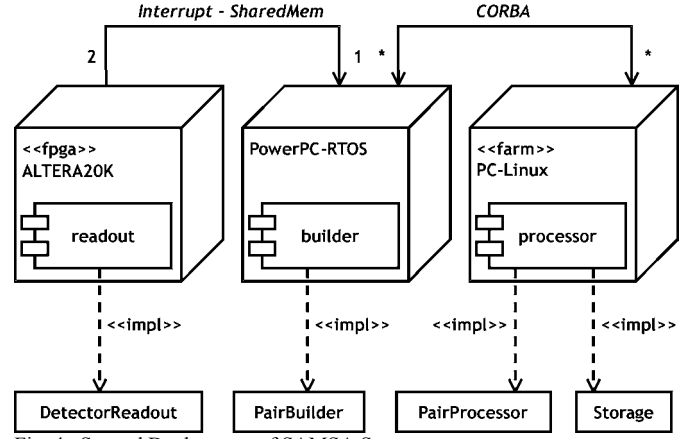 Interrupt - SharedMem
CORBA
2
1
*
*
<<fpga>>
ALTERA20K
PowerPC-RTOS
<<farm>>
PC-Linux
readout
builder
processor
<<impl>>
<<impl>>
<<impl>>
<<impl>>
DetectorReadout
PairBuilder
PairProcessor
Storage